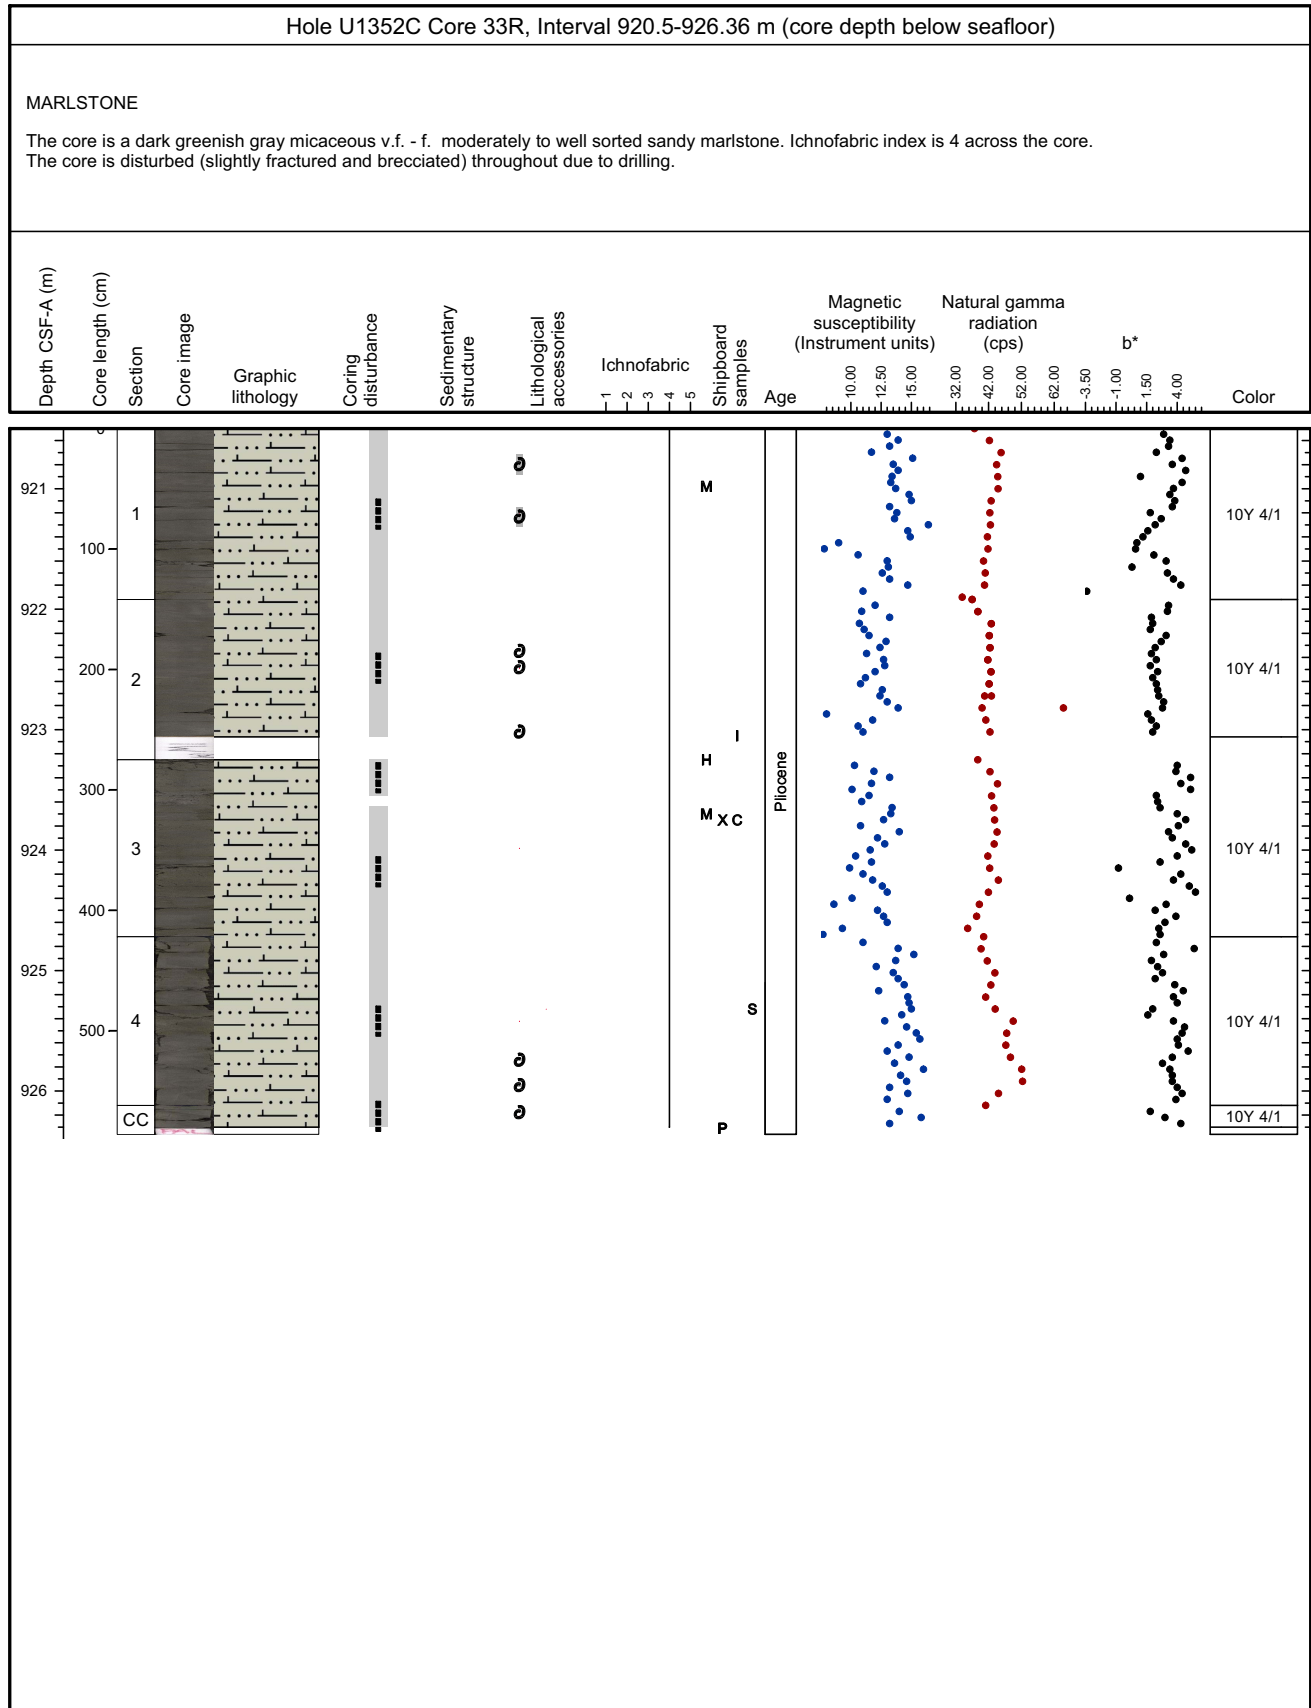 Hole U1352C Core 33R, Interval 920.5-926.36 m (core depth below seafloor)
MARLSTONE
The core is a dark greenish gray micaceous v.f. - f.  moderately to well sorted sandy marlstone. Ichnofabric index is 4 across the core.
The core is disturbed (slightly fractured and brecciated) throughout due to drilling.
Depth CSF-A (m)
Core length (cm)
Section
Core image
Graphic
lithology
Coring
disturbance
Sedimentary
structure
Lithological
accessories
Ichnofabric
1 2 3 4 5
Shipboard
samples
Age
Magnetic
susceptibility
(Instrument units)
10.00 12.50 15.00
Natural gamma
radiation
(cps)
32.00 42.00 52.00 62.00
b*
-3.50 -1.00 1.50 4.00
Color
921
922
923
924
925
926
0
100
200
300
400
500
1
2
3
4
CC
M
I
H
M X C
S
P
Pliocene
10Y 4/1
10Y 4/1
10Y 4/1
10Y 4/1
10Y 4/1